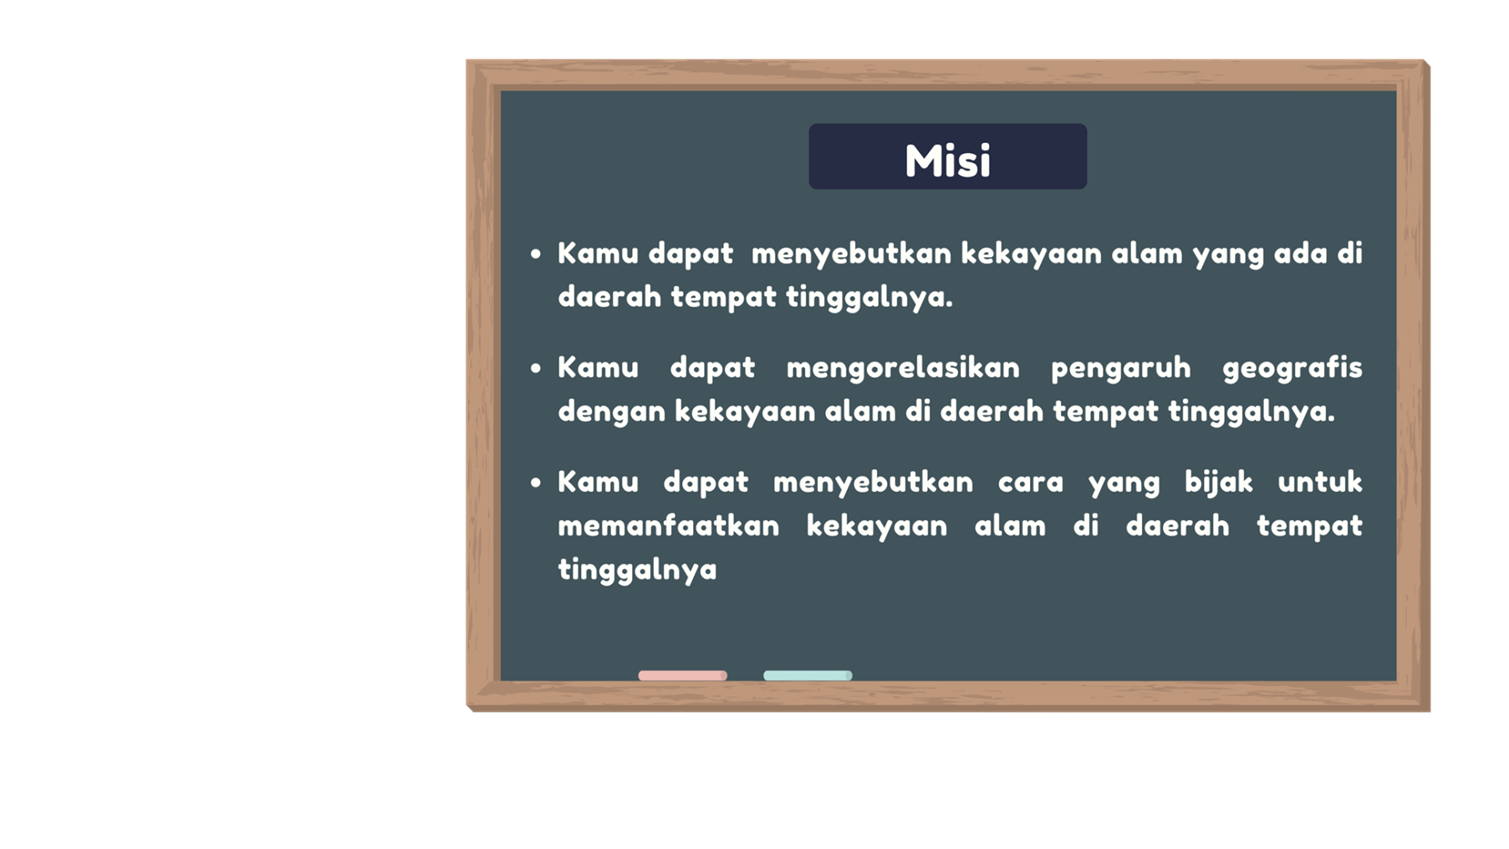 Misi
• Kamu dapat menyebutkan kekayaan alam yang ada di
daerah tempat tinggalnya.
• Kamu dapat mengorelasikan pengaruh geografis
dengan kekayaan alam di daerah tempat tinggalnya.
• Kamu dapat menyebutkan cara yang bijak untuk
memanfaatkan kekayaan alam di daerah tempat
tinggalnya